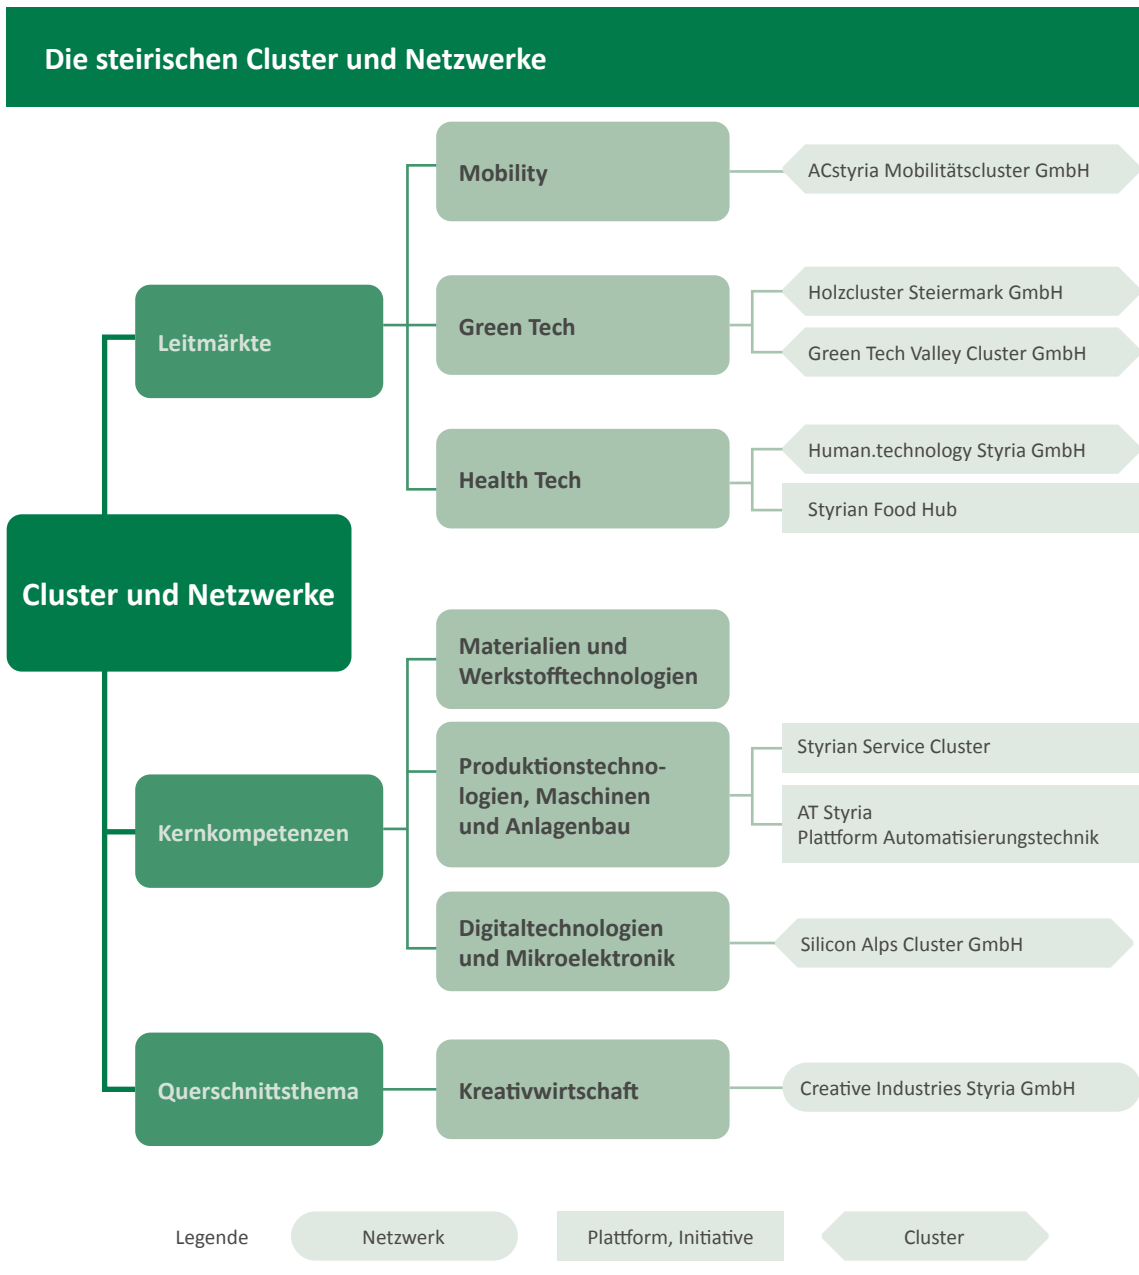 Die steirischen Cluster und Netzwerke
Mobility
ACstyria Mobilitätscluster GmbH
Leitmärkte
Green Tech
Holzcluster Steiermark GmbH
Green Tech Valley Cluster GmbH
Health Tech
Human.technology Styria GmbH
Styrian Food Hub
Cluster und Netzwerke
Materialien und
Werkstofftechnologien
Kernkompetenzen
Produktionstechno-
logien, Maschinen
und Anlagenbau
Styrian Service Cluster
AT Styria
Plattform Automatisierungstechnik
Digitaltechnologien
und Mikroelektronik
Silicon Alps Cluster GmbH
Querschnittsthema
Kreativwirtschaft
Creative Industries Styria GmbH
Legende
Netzwerk
Plattform, Initiative
Cluster